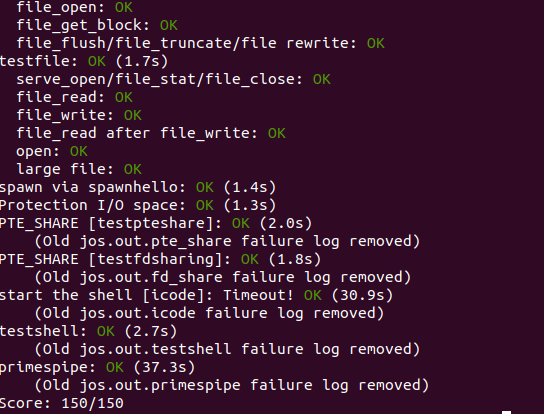 file_open: OK
file_get_block: OK
file_flush/file_truncate/file rewrite: OK
testfile: OK (1.7s)
serve_open/file_stat/file_close: OK
file_read: OK
file_write: OK
file_read after file_write: OK
open: OK
large file: OK
spawn via spawnhello: OK (1.4s)
Protection I/O space: OK (1.3s)
PTE_SHARE [testpteshare]: OK (2.0s)
(Old jos.out.pte_share failure log removed)
PTE_SHARE [testfdsharing]: OK (1.8s)
(Old jos.out.fd_share failure log removed)
start the shell [icode]: Timeout! OK (30.9s)
(Old jos.out.icode failure log removed)
testshell: OK (2.7s)
(Old jos.out.testshell failure log removed)
primespipe: OK (37.3s)
(Old jos.out.primespipe failure log removed)
Score: 150/150